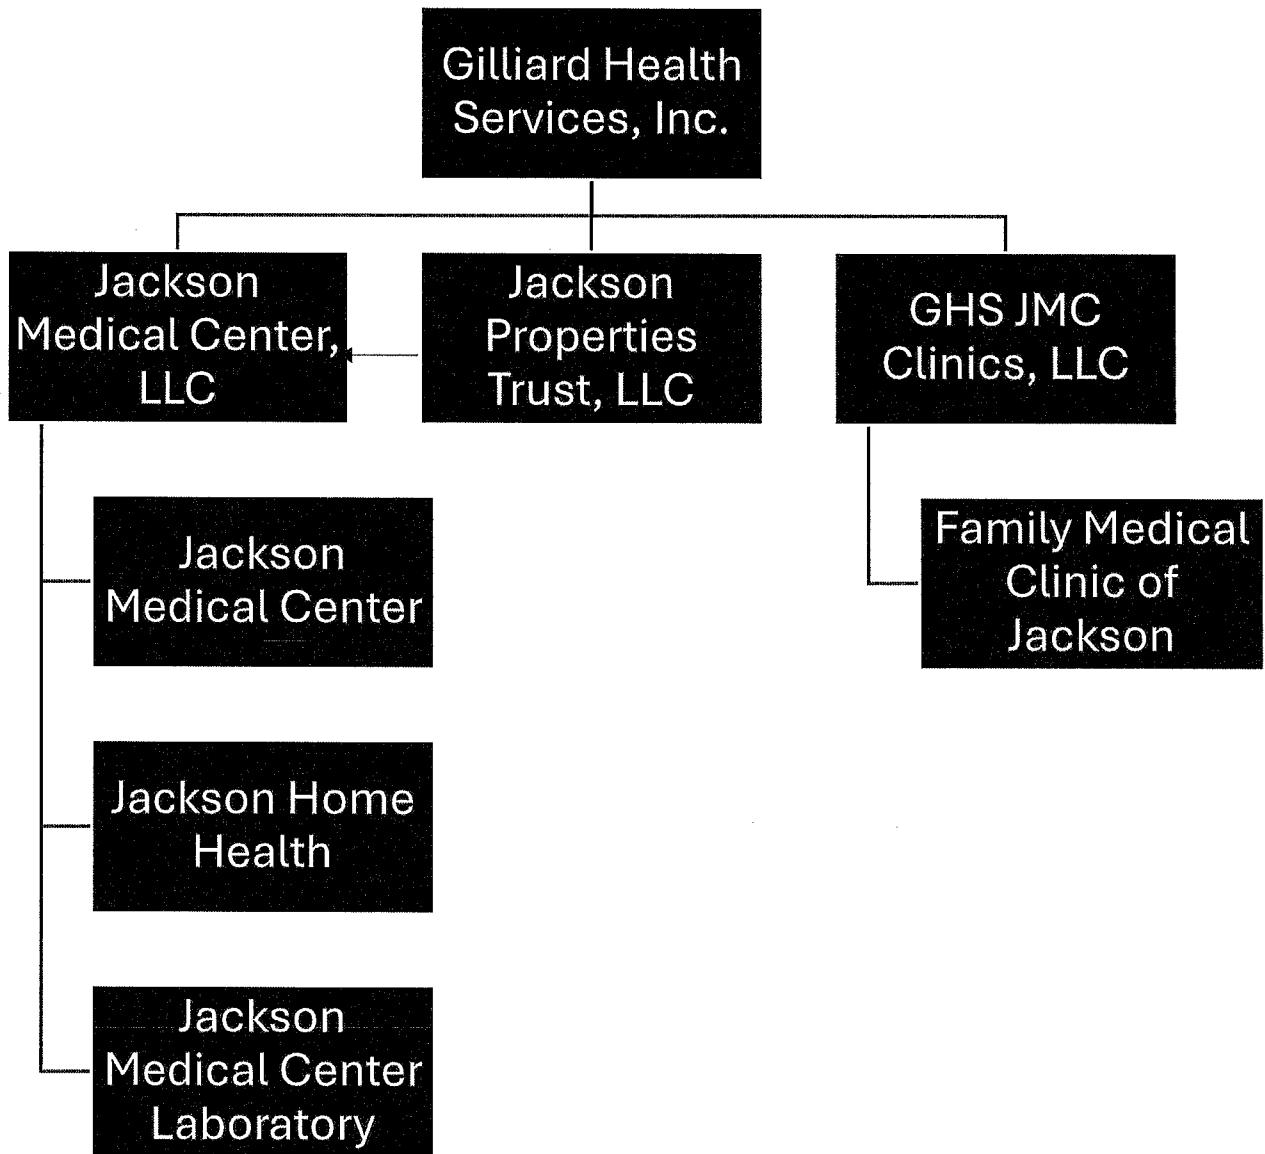 Gilliard Health
Services, Inc.
Jackson
Medical Center,
LLC
Jackson
Properties
Trust, LLC
GHS JMC
Clinics, LLC
Jackson
Medical Center
Family Medical
Clinic of
Jackson
Jackson Home
Health
Jackson
Medical Center
Laboratory